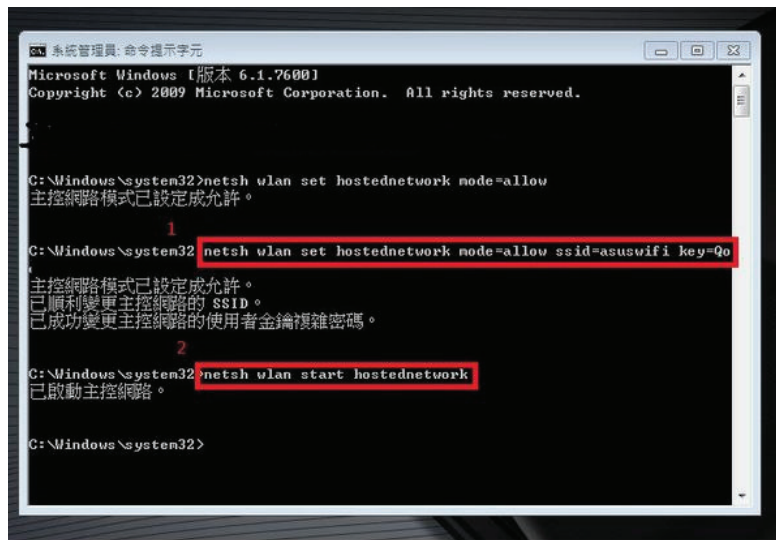 系統管理員: 命令提示字元
Microsoft Windows [版本 6.1.7600]
Copyright (c) 2009 Microsoft Corporation.  All rights reserved.
C:\Windows\system32>netsh wlan set hostednetwork mode=allow
主控網路模式已設定成允許。
1
C:\Windows\system32 netsh wlan set hostednetwork mode=allow ssid=asuswifi key=Qo
主控網路模式已設定成允許。
已順利變更主控網路的 SSID。
已成功變更主控網路的使用者金鑰複雜密碼。
2
C:\Windows\system32>netsh wlan start hostednetwork
已啟動主控網路。
C:\Windows\system32>